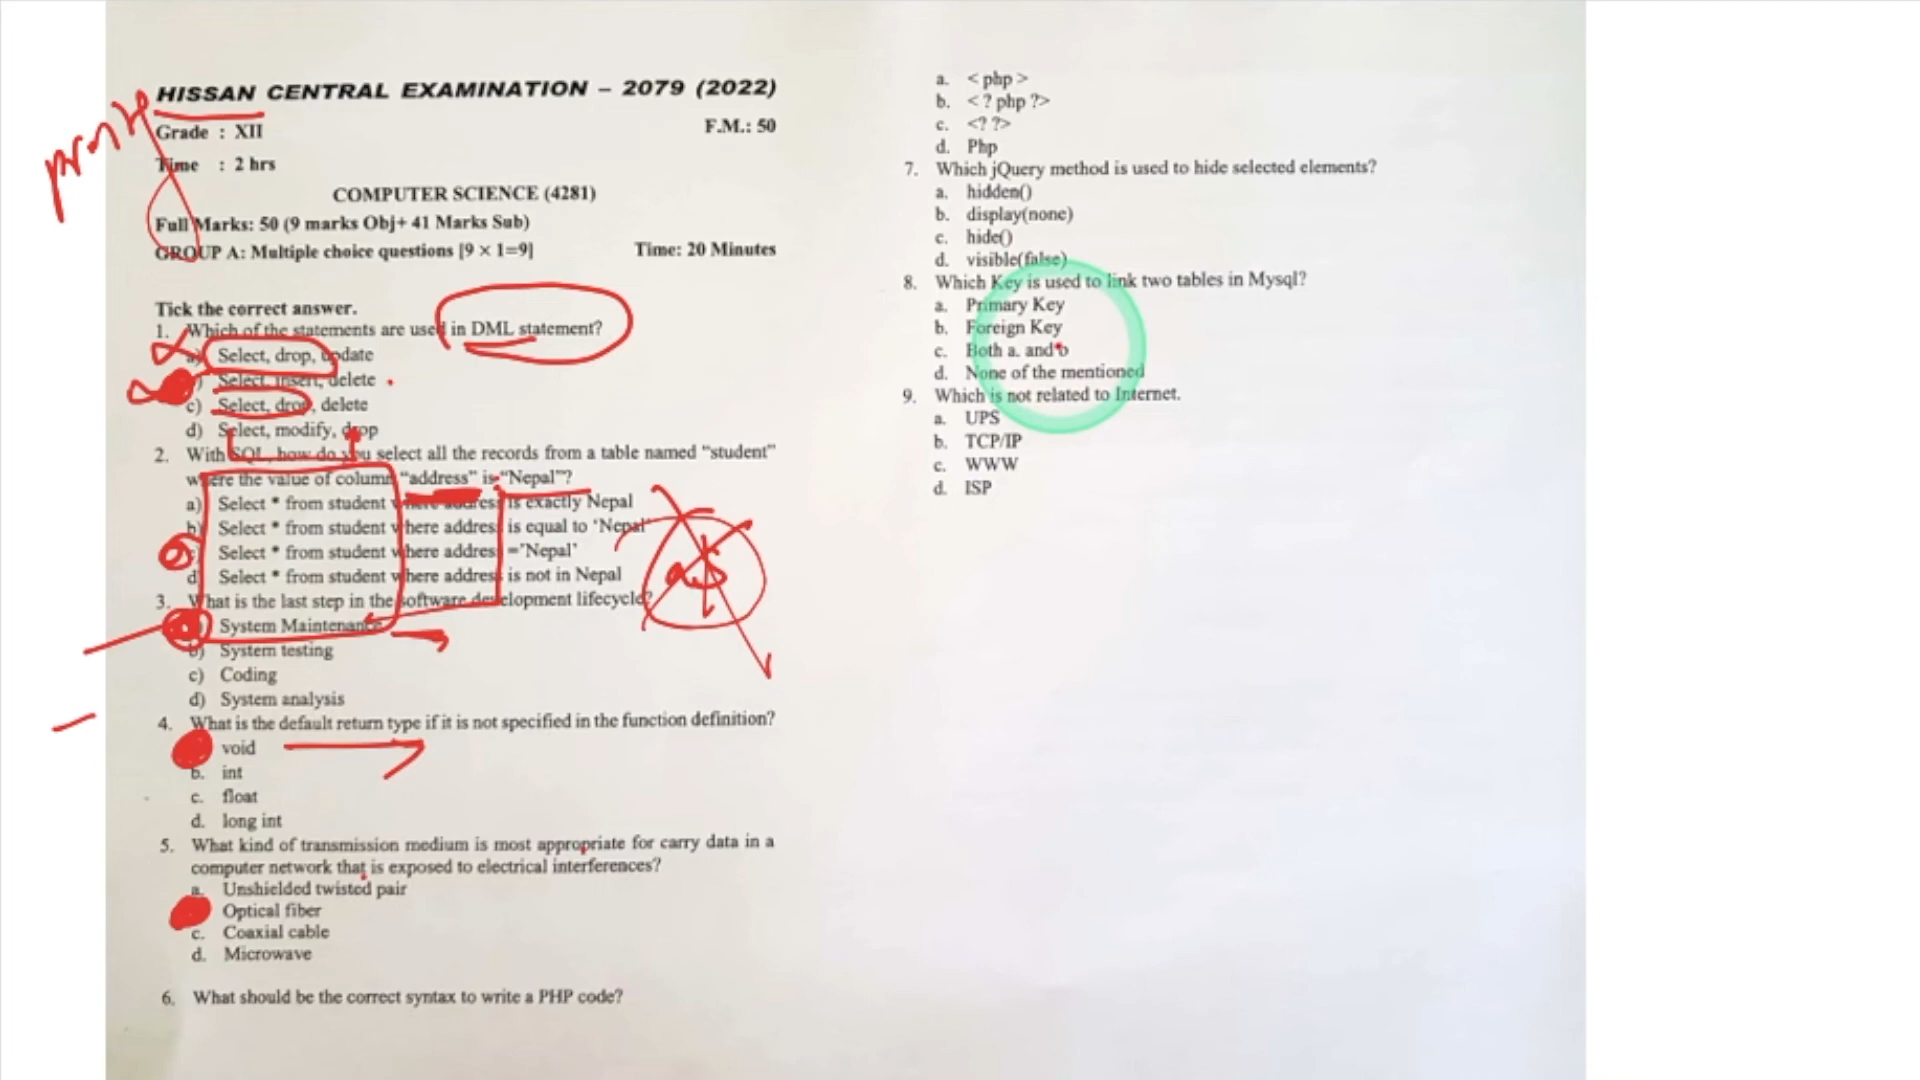 HISSAN CENTRAL EXAMINATION – 2079 (2022)
Grade : XII F.M.: 50
Time : 2 hrs
COMPUTER SCIENCE (4281)
Full Marks: 50 (9 marks Obj+ 41 Marks Sub)
GROUP A: Multiple choice questions [9 × 1=9] Time: 20 Minutes
Tick the correct answer.
1. Which of the statements are used in DML statement?
a) Select, drop, update
) Select, insert, delete
c) Select, drop, delete
d) Select, modify, drop
2. With SQL, how do you select all the records from a table named “student”
where the value of column “address” is “Nepal”?
a) Select * from student where address is exactly Nepal
b) Select * from student where address is equal to ‘Nepal’
Select * from student where address =’Nepal’
d) Select * from student where address is not in Nepal
3. What is the last step in the software development lifecycle?
System Maintenance
b) System testing
c) Coding
d) System analysis
4. What is the default return type if it is not specified in the function definition?
void
b. int
c. float
d. long int
5. What kind of transmission medium is most appropriate for carry data in a
computer network that is exposed to electrical interferences?
a. Unshielded twisted pair
Optical fiber
c. Coaxial cable
d. Microwave
6. What should be the correct syntax to write a PHP code?
a. < php >
b. < ? php ?>
c. <? ?>
d. Php
7. Which jQuery method is used to hide selected elements?
a. hidden()
b. display(none)
c. hide()
d. visible(false)
8. Which Key is used to link two tables in Mysql?
a. Primary Key
b. Foreign Key
c. Both a. and b
d. None of the mentioned
9. Which is not related to Internet.
a. UPS
b. TCP/IP
c. WWW
d. ISP